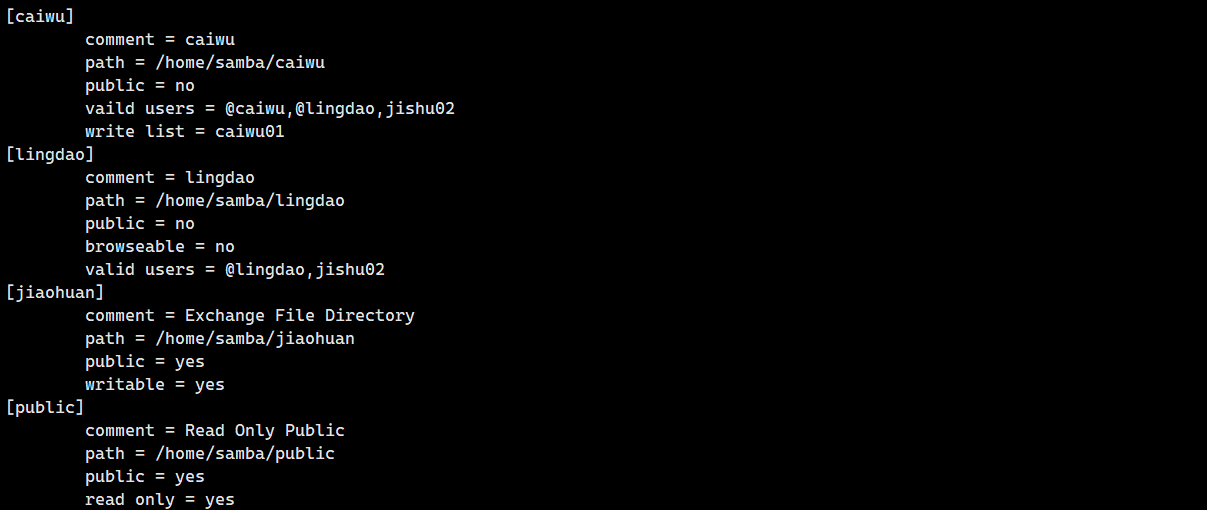 [caiwu]
comment = caiwu
path = /home/samba/caiwu
public = no
vaild users = @caiwu,@lingdao,jishu02
write list = caiwu01
[lingdao]
comment = lingdao
path = /home/samba/lingdao
public = no
browseable = no
valid users = @lingdao,jishu02
[jiaohuan]
comment = Exchange File Directory
path = /home/samba/jiaohuan
public = yes
writable = yes
[public]
comment = Read Only Public
path = /home/samba/public
public = yes
read only = yes